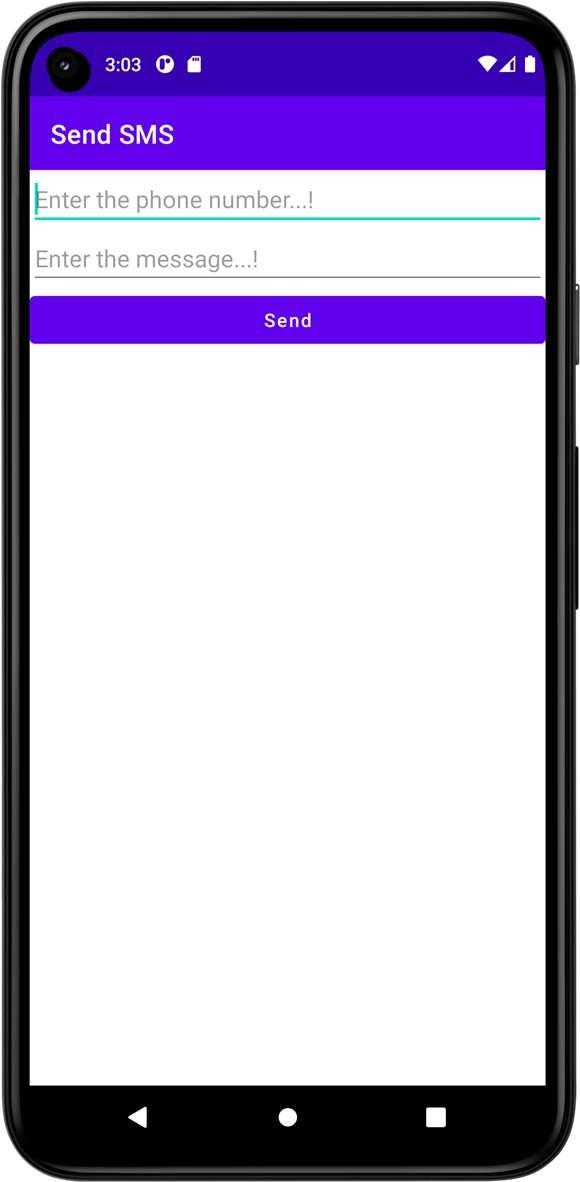 3:03
Send SMS
Enter the phone number...!
Enter the message...!
Send